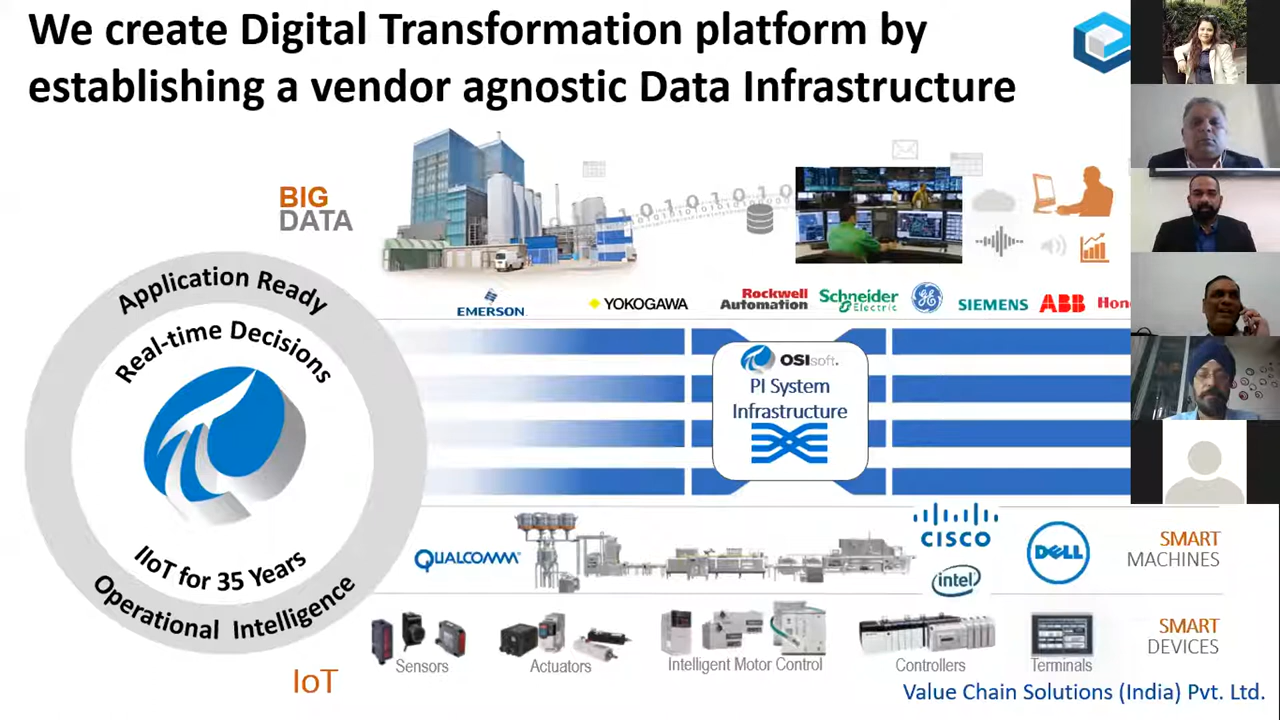 We create Digital Transformation platform by
establishing a vendor agnostic Data Infrastructure
BIG
DATA
EMERSON
YOKOGAWA
Rockwell
Automation
Schneider
Electric
GE
SIEMENS
ABB
Hone
Application Ready
Real-time Decisions
IIoT for 35 Years
Operational Intelligence
OSIsoft.
PI System
Infrastructure
QUALCOMM
CISCO
intel
DELL
SMART
MACHINES
Sensors
Actuators
Intelligent Motor Control
Controllers
Terminals
SMART
DEVICES
IoT
Value Chain Solutions (India) Pvt. Ltd.